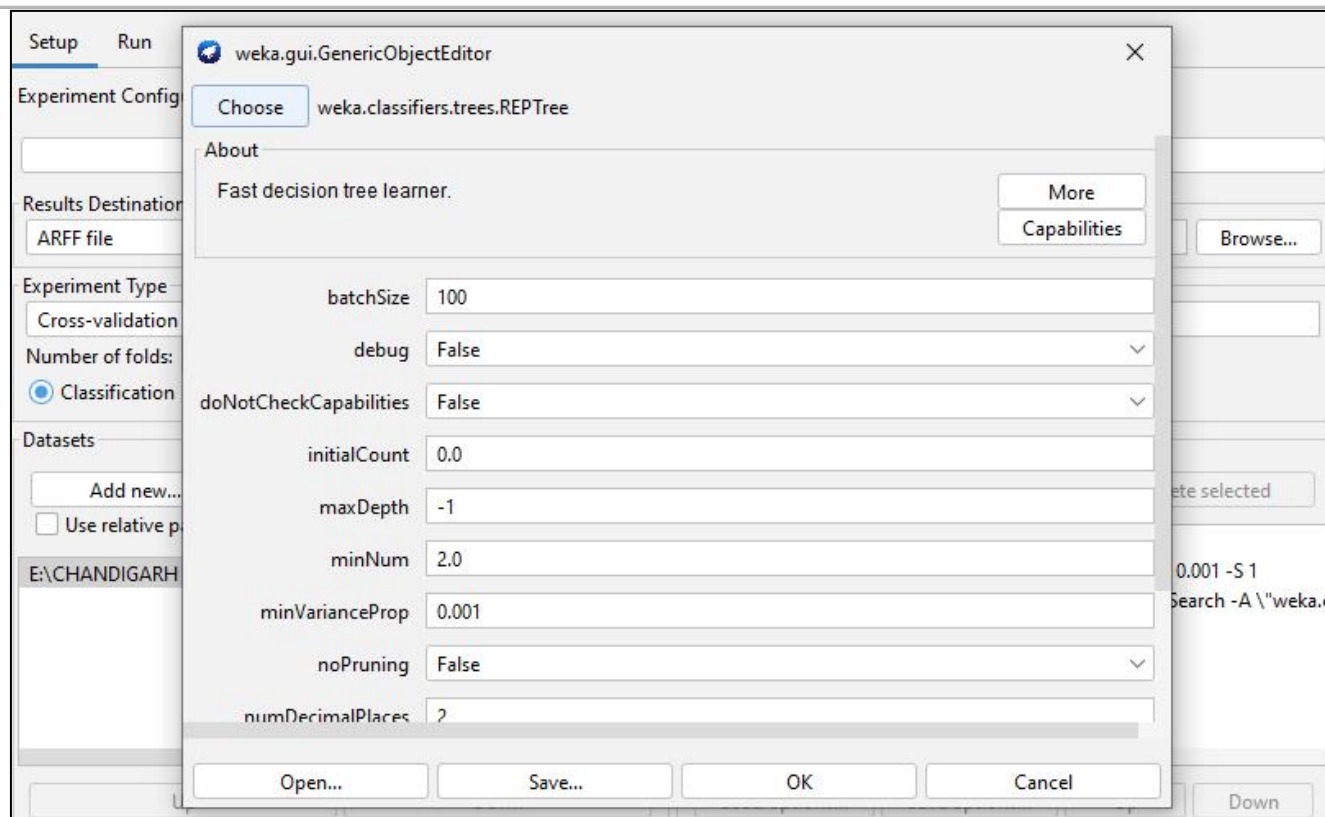 Setup Run
weka.gui.GenericObjectEditor
Experiment Config
Choose weka.classifiers.trees.REPTree
About
Fast decision tree learner.
More
Capabilities
Results Destination
ARFF file
Browse...
Experiment Type
Cross-validation
Number of folds:
Classification
batchSize 100
debug False
doNotCheckCapabilities False
initialCount 0.0
maxDepth -1
minNum 2.0
minVarianceProp 0.001
noPruning False
numDecimalPlaces 2
Datasets
Add new...
ete selected
Use relative pa
E:\CHANDIGARH
0.001 -S 1
Search -A \"weka.c
Open... Save... OK Cancel
Down